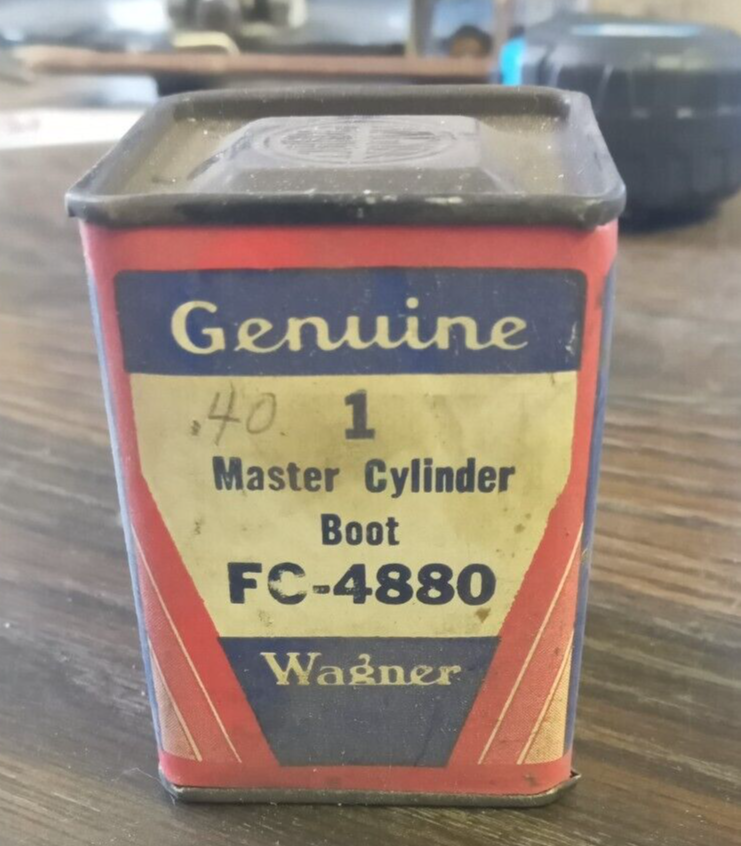 Genuine
.40 1
Master Cylinder
Boot
FC-4880
Wagner